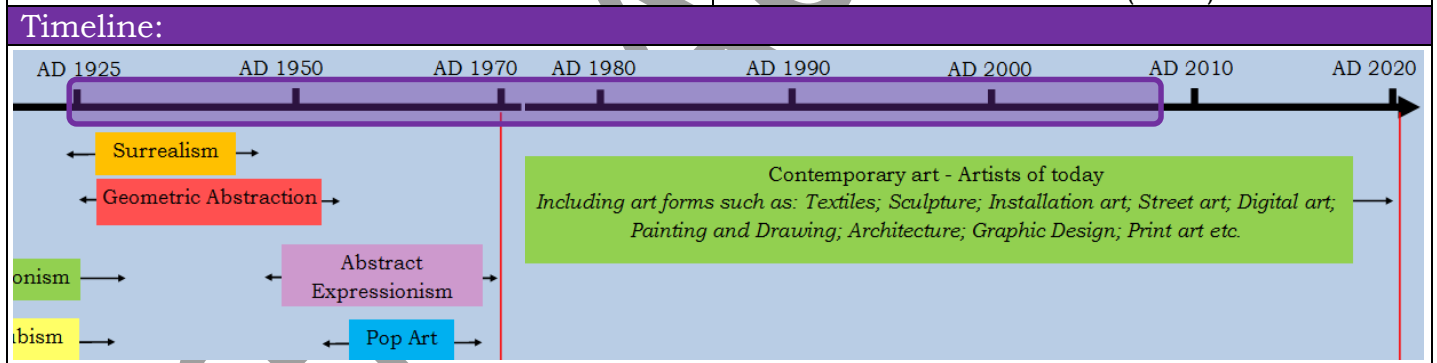 Timeline:
AD 1925 AD 1950 AD 1970 AD 1980 AD 1990 AD 2000 AD 2010 AD 2020
Surrealism
Geometric Abstraction
Contemporary art - Artists of today
Including art forms such as: Textiles; Sculpture; Installation art; Street art; Digital art;
Painting and Drawing; Architecture; Graphic Design; Print art etc.
onism
Abstract
Expressionism
bism
Pop Art